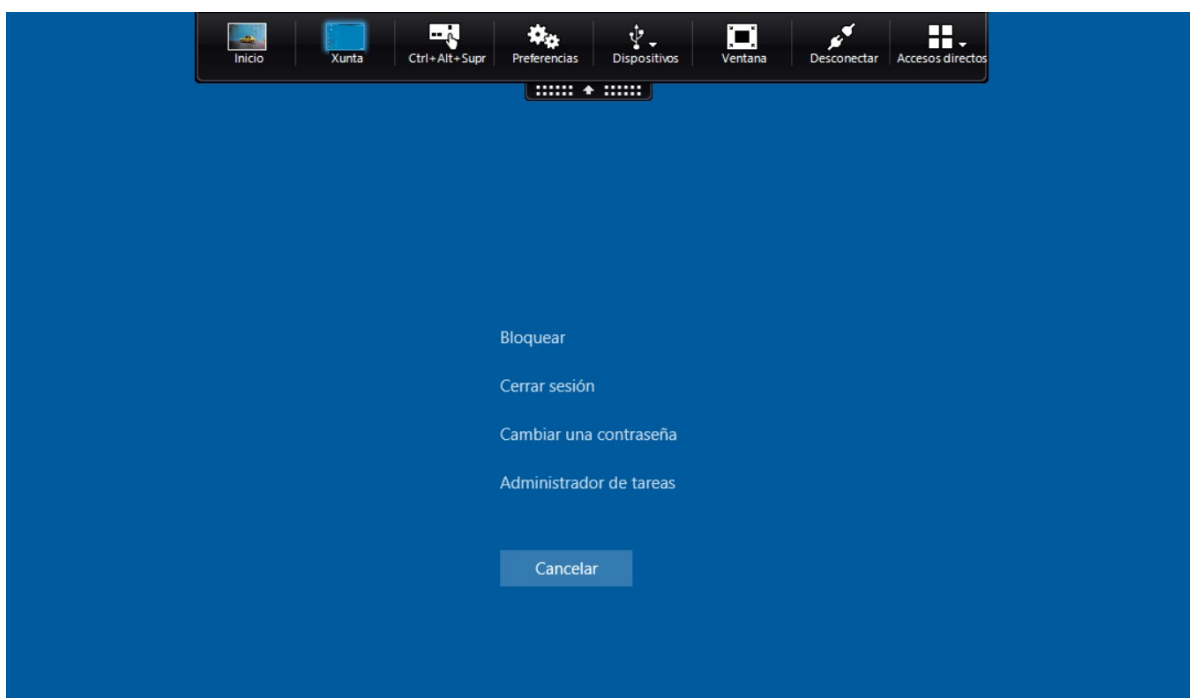 Inicio Xunta Ctrl+Alt+Supr Preferencias Dispositivos Ventana Desconectar Accesos directos
Bloquear
Cerrar sesión
Cambiar una contraseña
Administrador de tareas
Cancelar